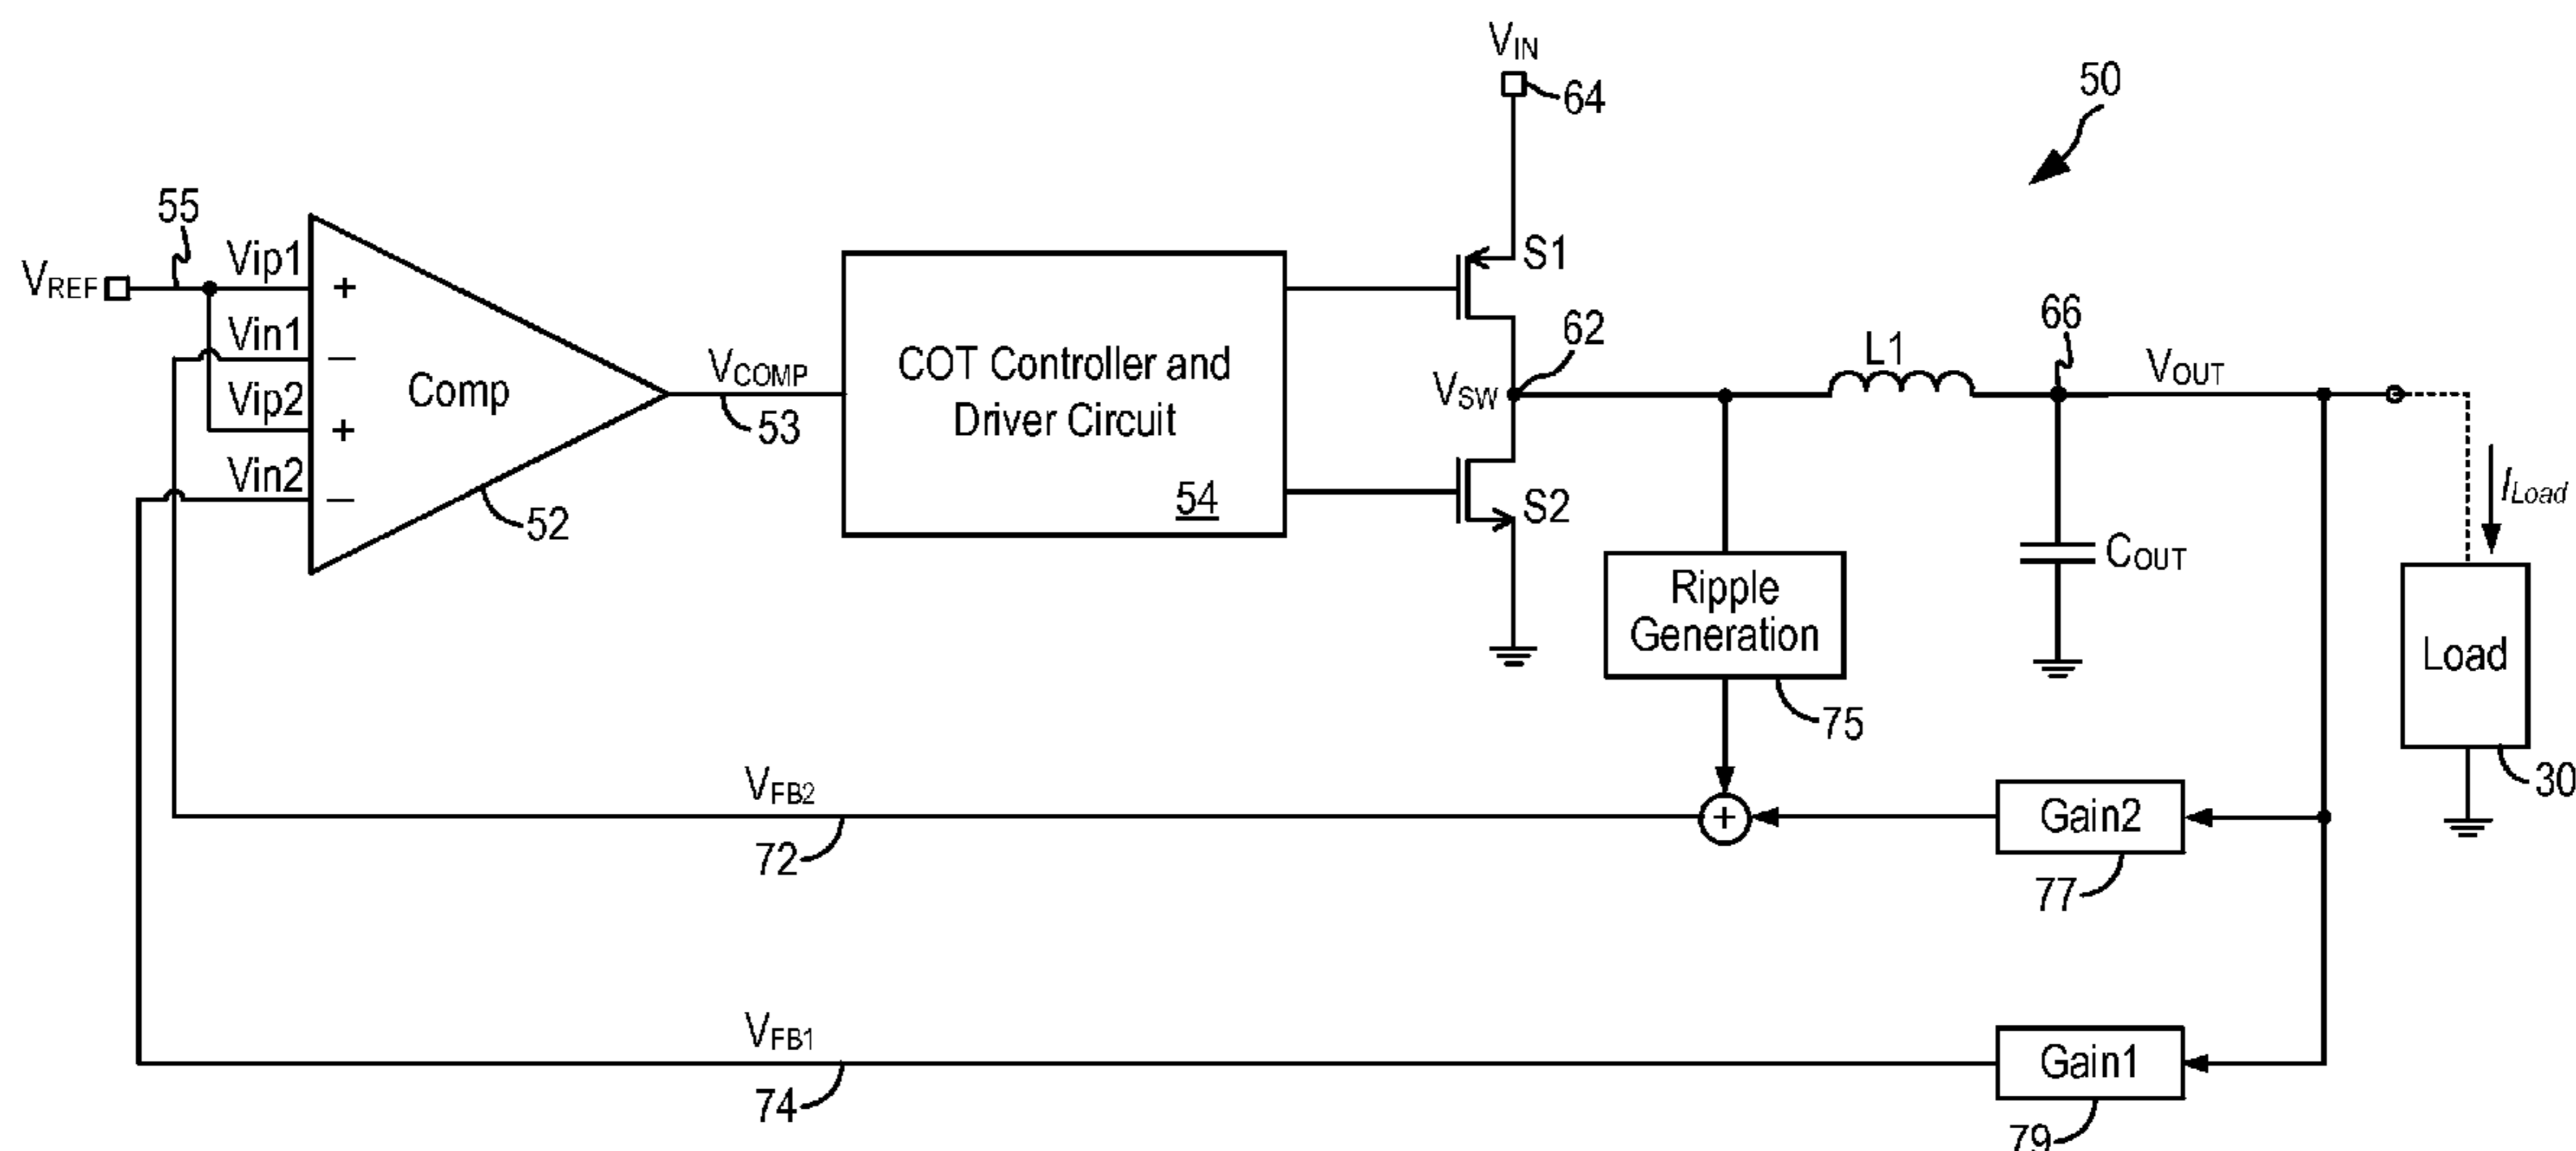 VIN
64
50
55
VREF
Vip1
+
Vin1
−
Vip2
+
Vin2
−
Comp
52
VCOMP
53
COT Controller and
Driver Circuit
54
S1
62
VSW
S2
L1
66
VOUT
COUT
ILoad
Load
30
Ripple
Generation
75
+
VFB2
72
Gain2
77
VFB1
74
Gain1
79